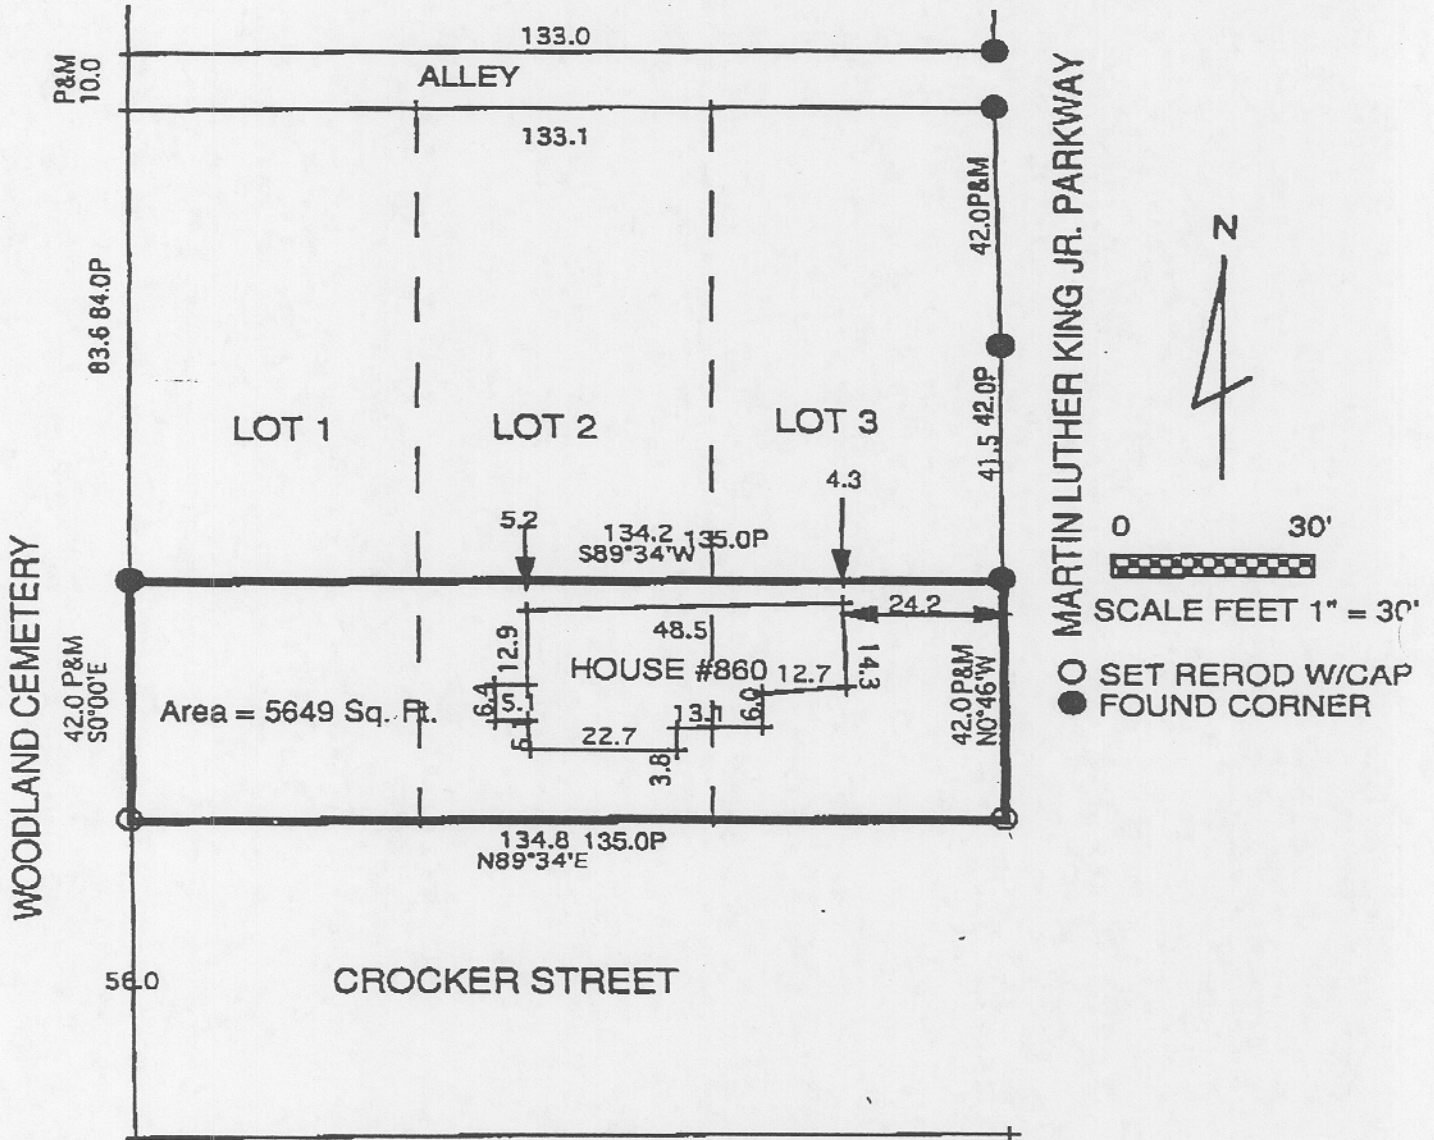 133.0
ALLEY
P&M
10.0
133.1
42.0P&M
MARTIN LUTHER KING JR. PARKWAY
N
83.6 84.0P
41.5 42.0P
LOT 1
LOT 2
LOT 3
4.3
5.2
134.2 135.0P
S89°34'W
0 30'
SCALE FEET 1" = 30'
SET REROD W/CAP
FOUND CORNER
24.2
48.5
12.9
HOUSE #860
12.7
14.3
WOODLAND CEMETERY
42.0 P&M
S0°00'E
Area = 5649 Sq. Ft.
6.4
5.1
13.1
6.0
42.0P&M
N0°46'W
22.7
3.8
134.8 135.0P
N89°34'E
56.0
CROCKER STREET